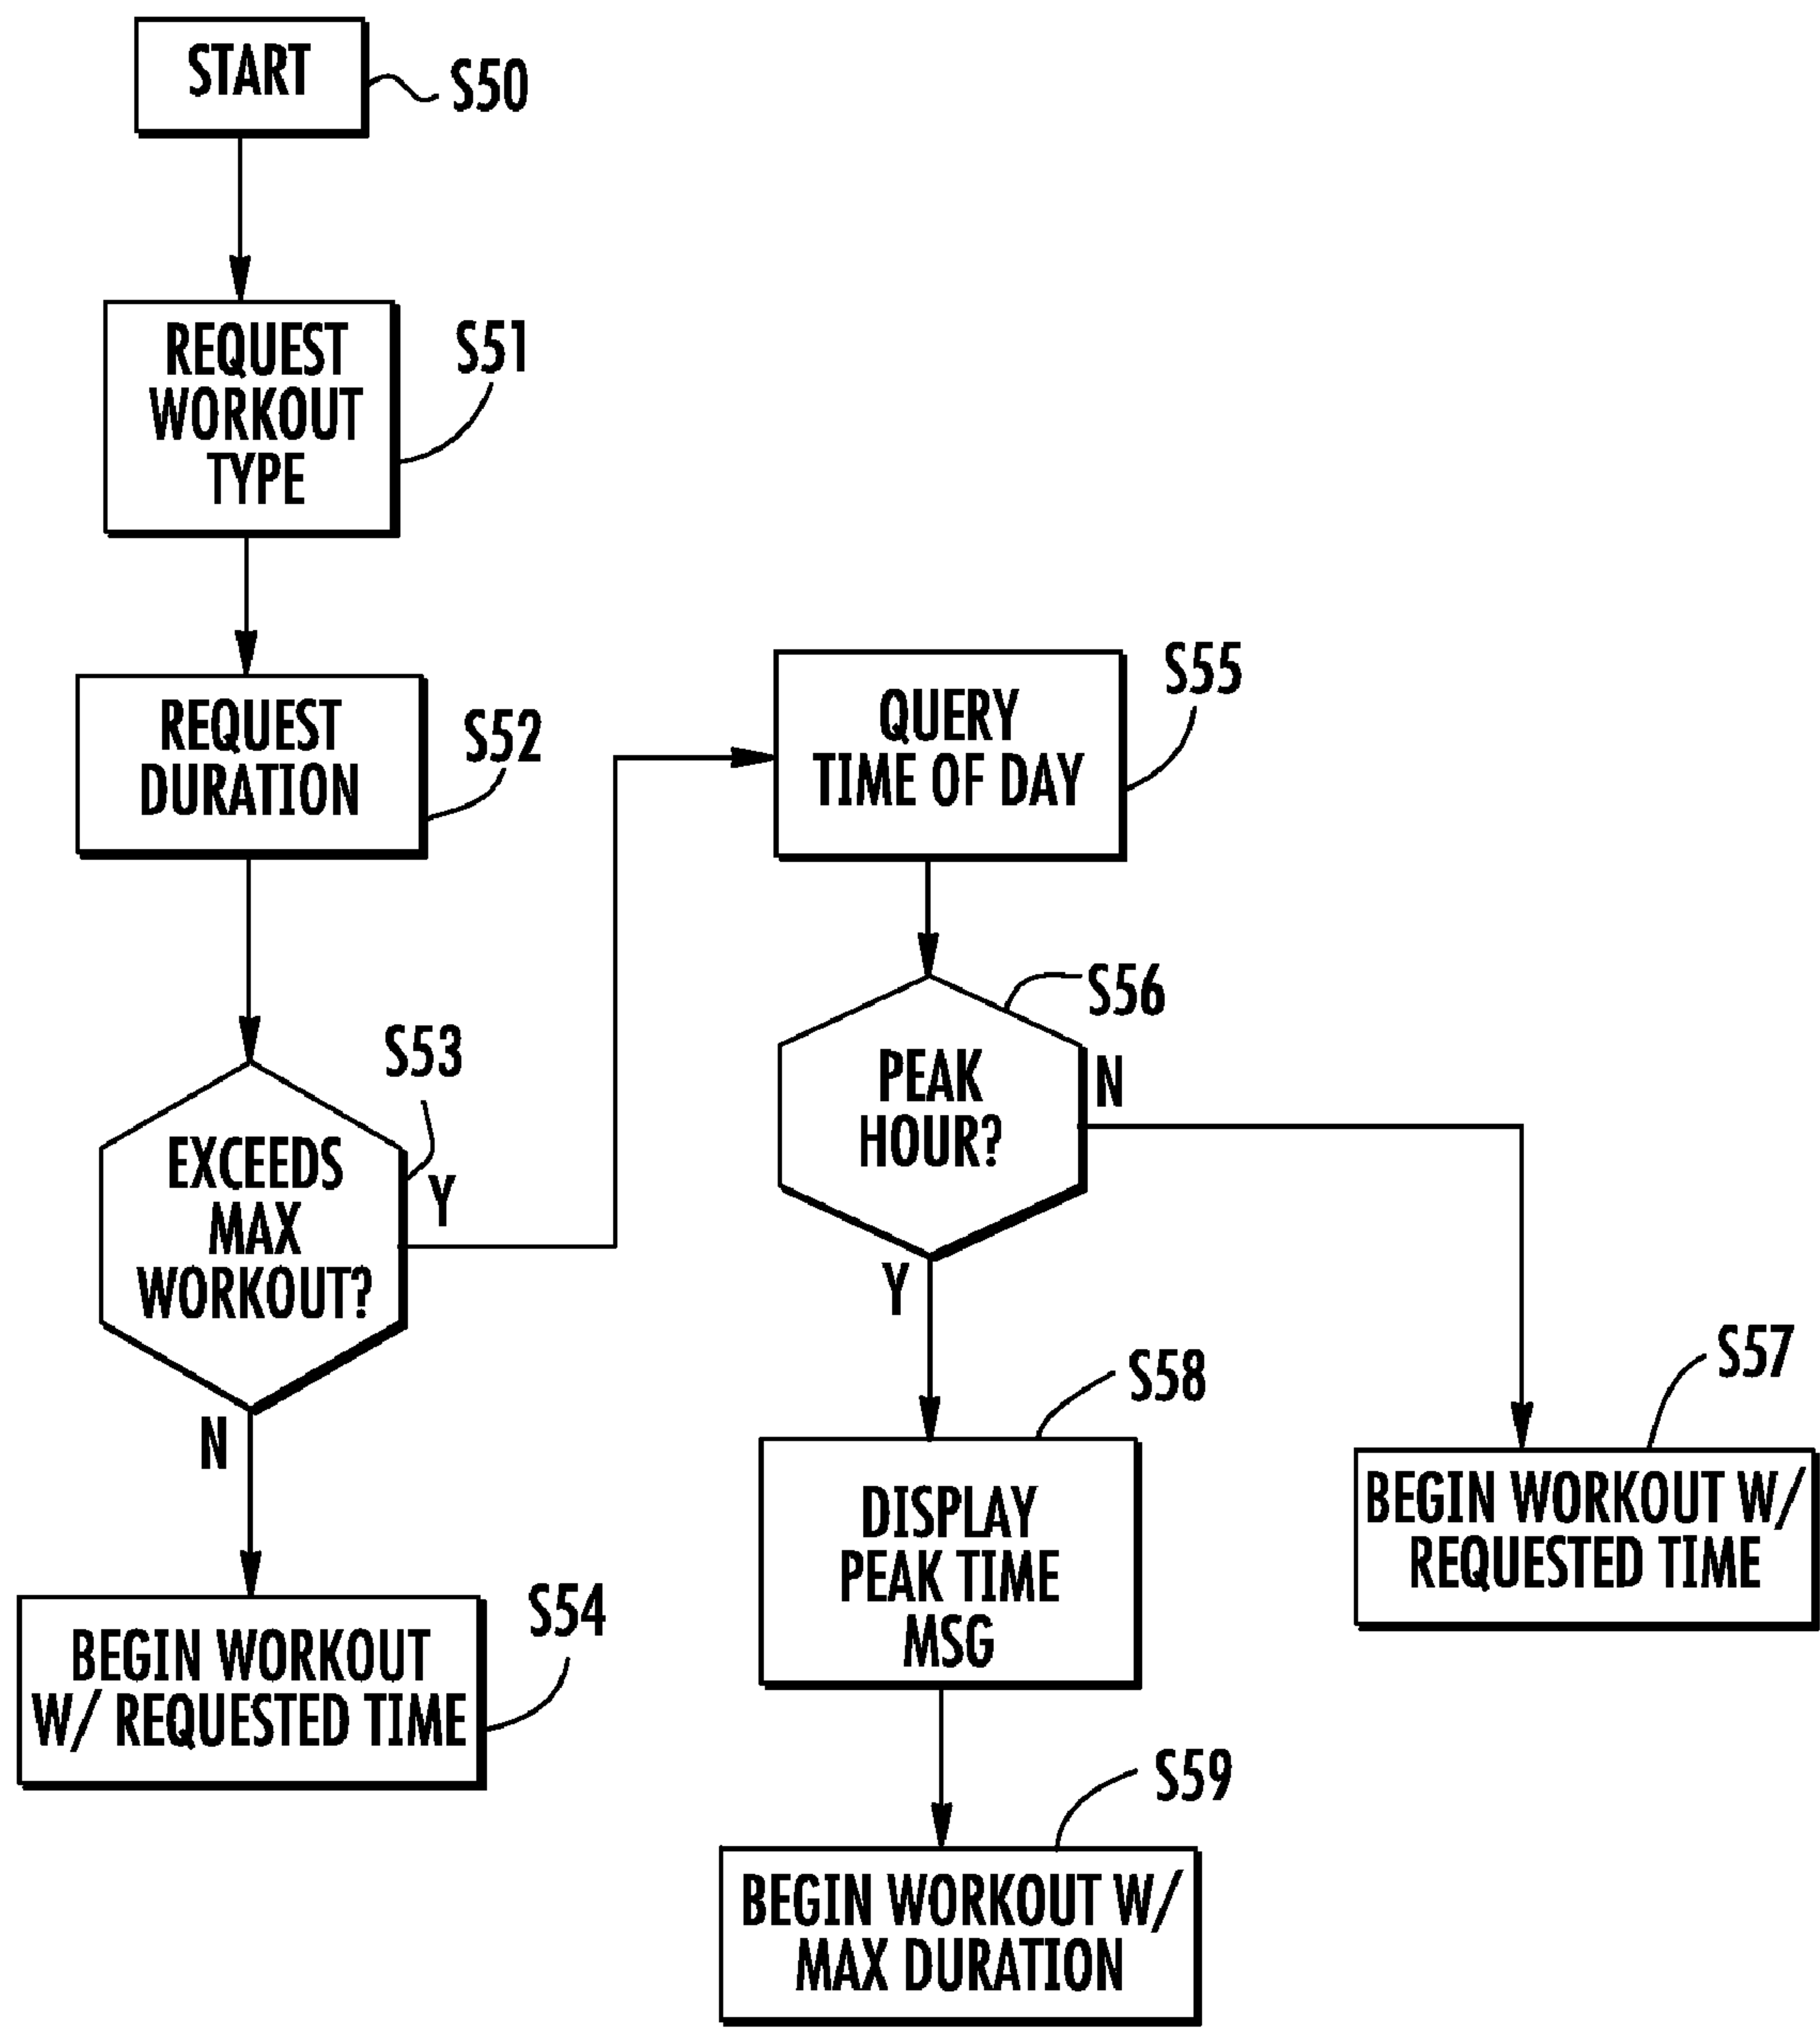 START
S50
REQUEST
WORKOUT
TYPE
S51
REQUEST
DURATION
S52
EXCEEDS
MAX
WORKOUT?
S53
Y
N
BEGIN WORKOUT
W/ REQUESTED TIME
S54
QUERY
TIME OF DAY
S55
PEAK
HOUR?
S56
N
Y
BEGIN WORKOUT W/
REQUESTED TIME
S57
DISPLAY
PEAK TIME
MSG
S58
BEGIN WORKOUT W/
MAX DURATION
S59